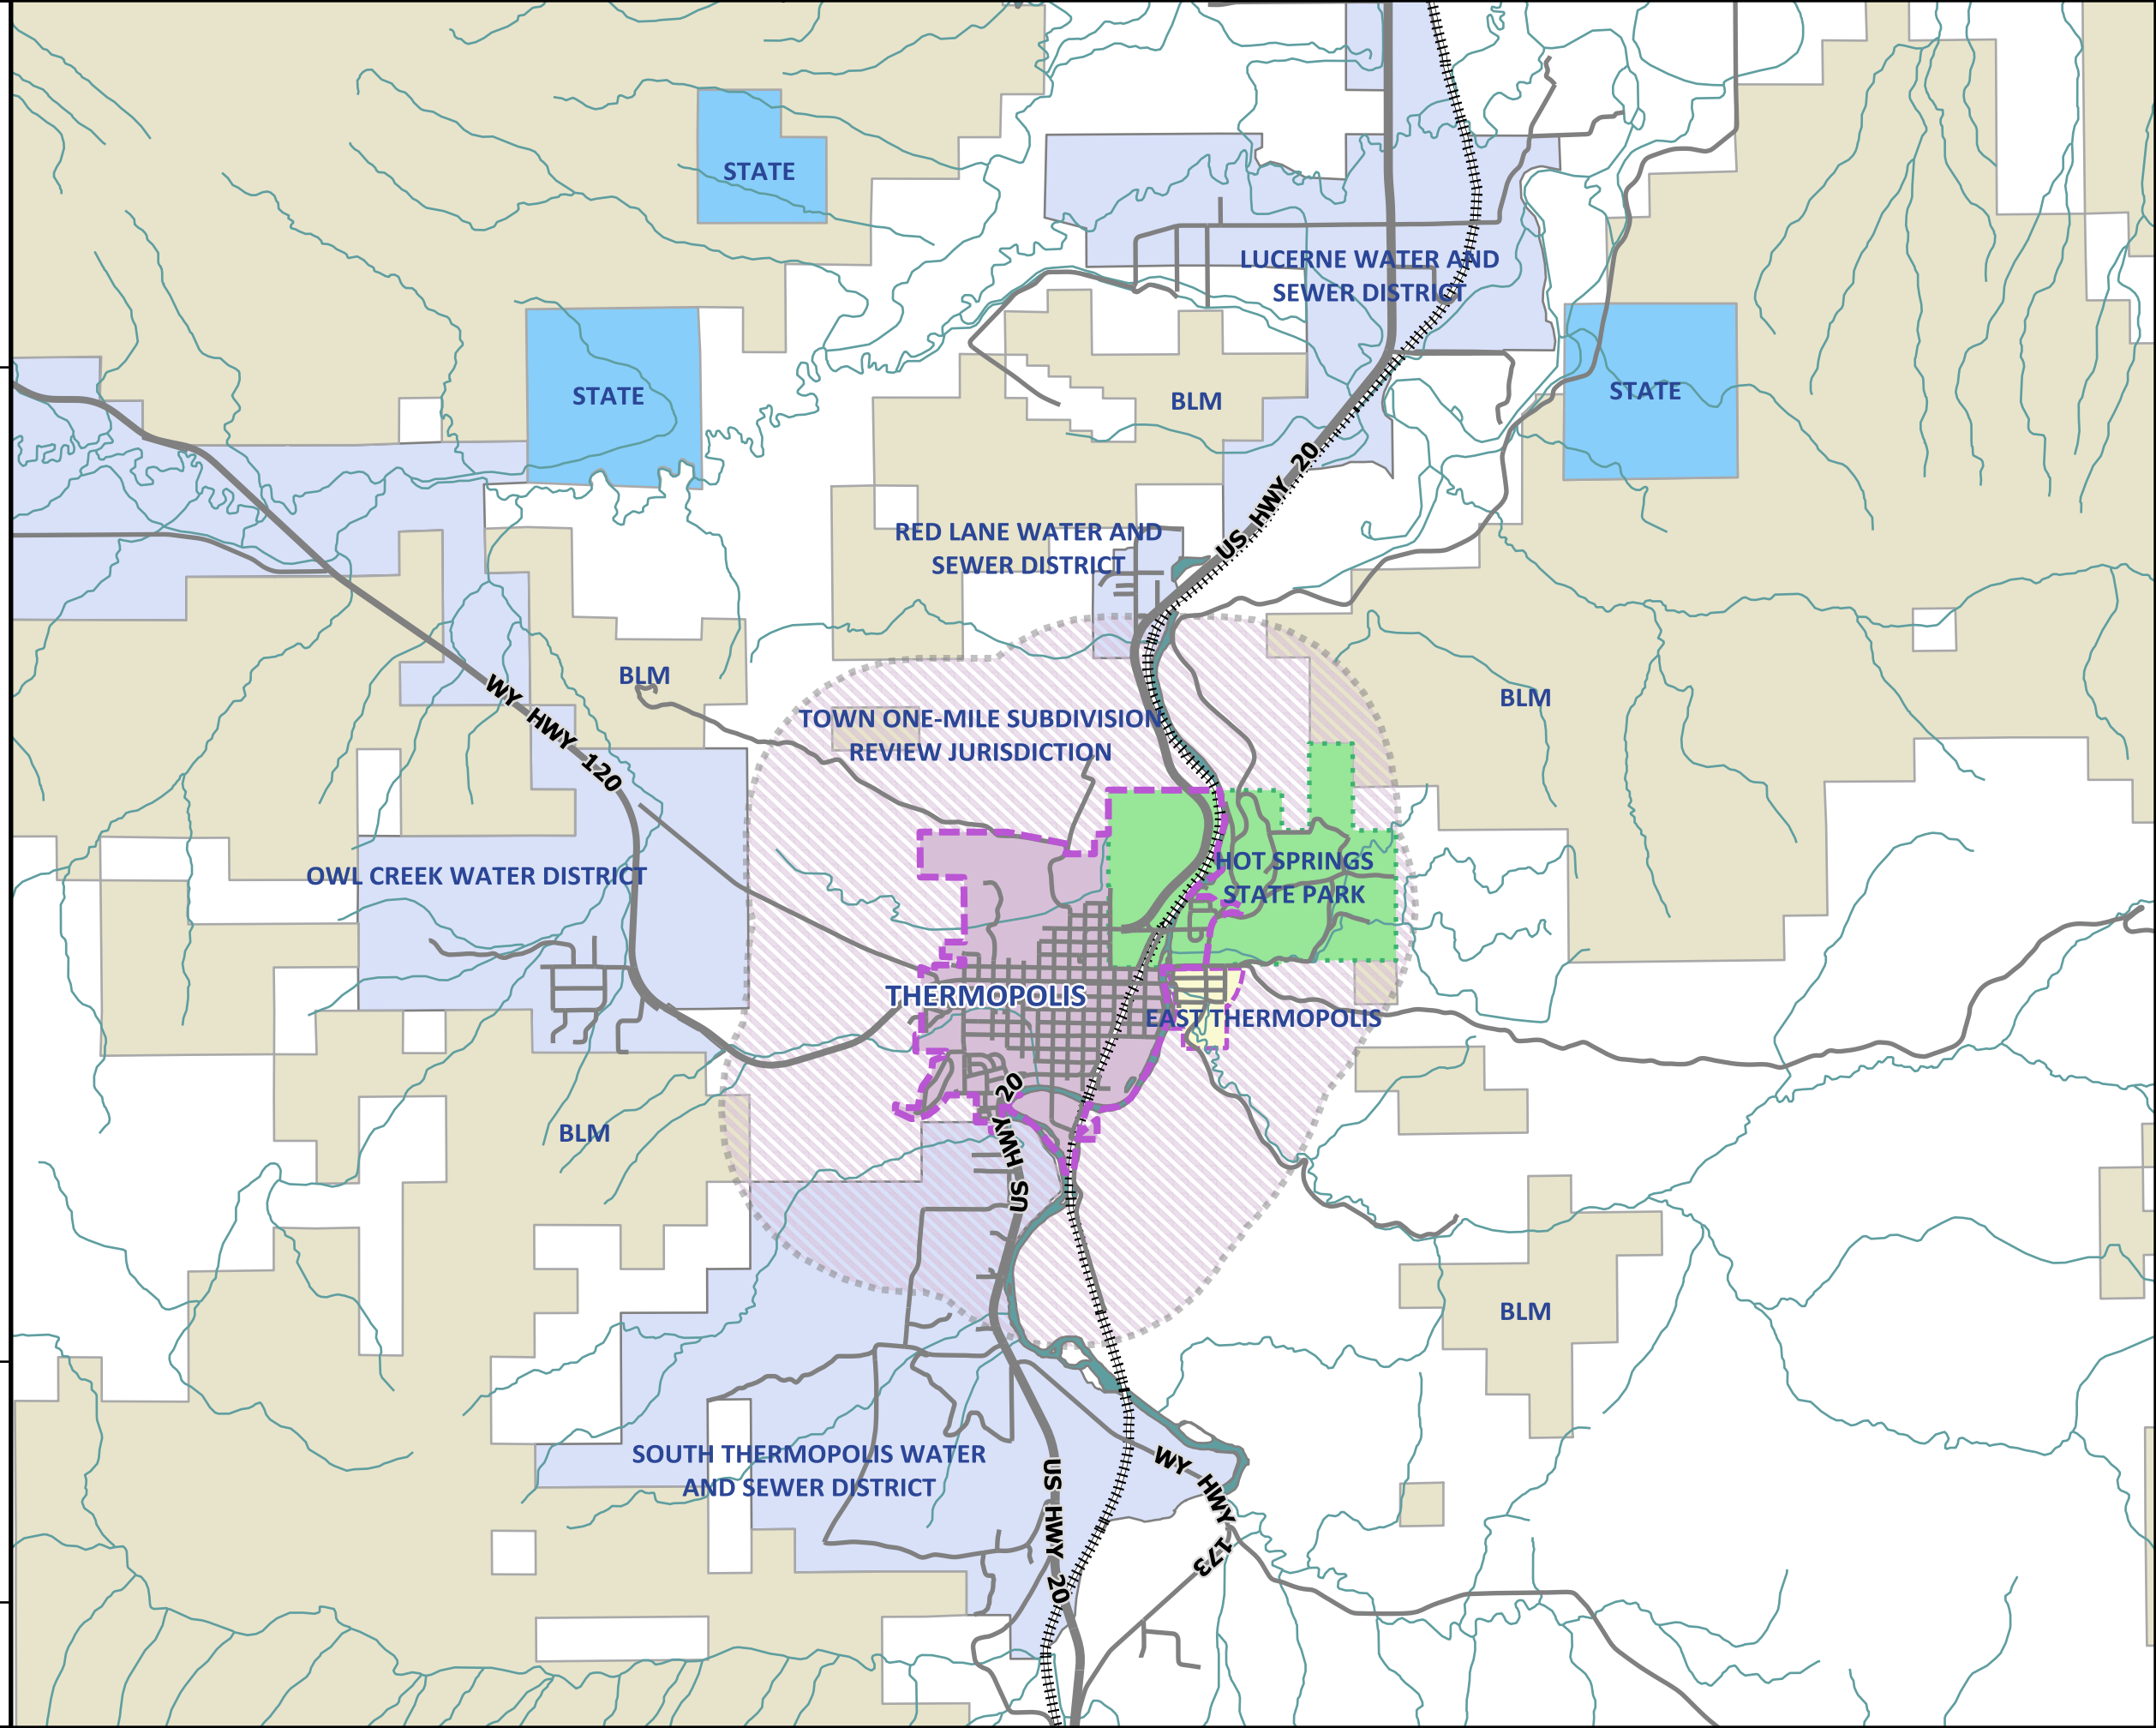 STATE
LUCERNE WATER AND
SEWER DISTRICT
STATE
BLM
STATE
US HWY 20
RED LANE WATER AND
SEWER DISTRICT
BLM
WY HWY 120
BLM
TOWN ONE-MILE SUBDIVISION
REVIEW JURISDICTION
HOT SPRINGS
STATE PARK
OWL CREEK WATER DISTRICT
THERMOPOLIS
EAST THERMOPOLIS
BLM
US HWY 20
BLM
SOUTH THERMOPOLIS WATER
AND SEWER DISTRICT
US HWY 20
WY HWY 173